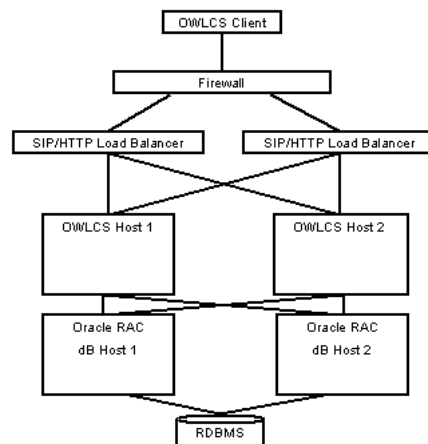 OWLCS Client
Firewall
SIP/HTTP Load Balancer
SIP/HTTP Load Balancer
OWLCS Host 1
OWLCS Host 2
Oracle RAC
dB Host 1
Oracle RAC
dB Host 2
RDBMS